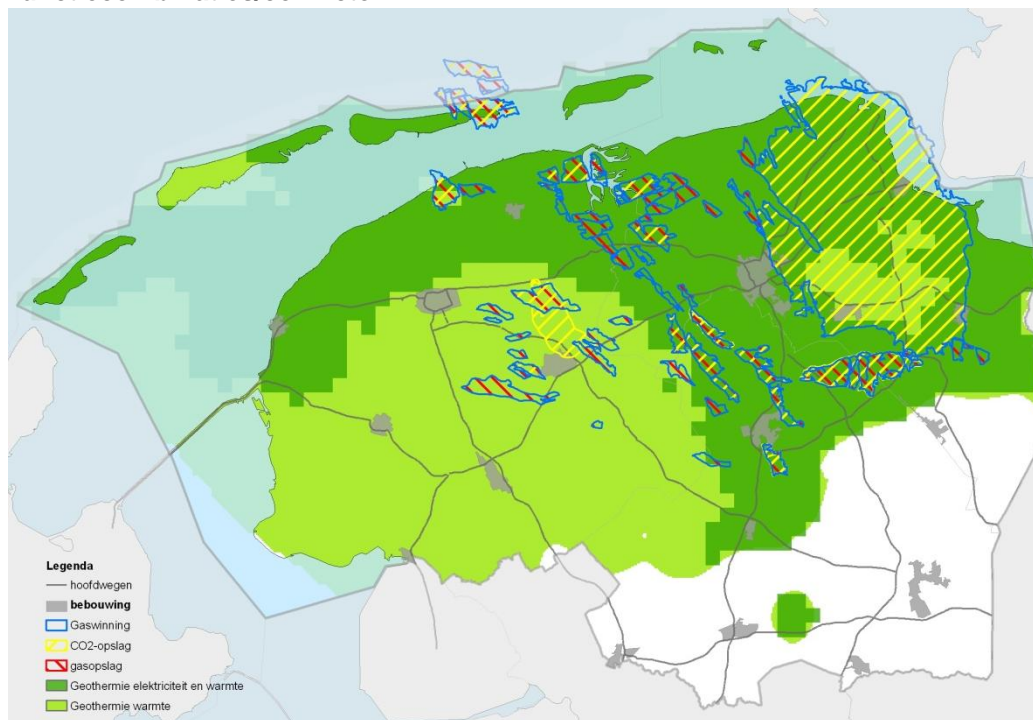 Legenda
hoofdwegen
bebouwing
Gaswinning
CO2-opslag
gasopslag
Geothermie elektriciteit en warmte
Geothermie warmte